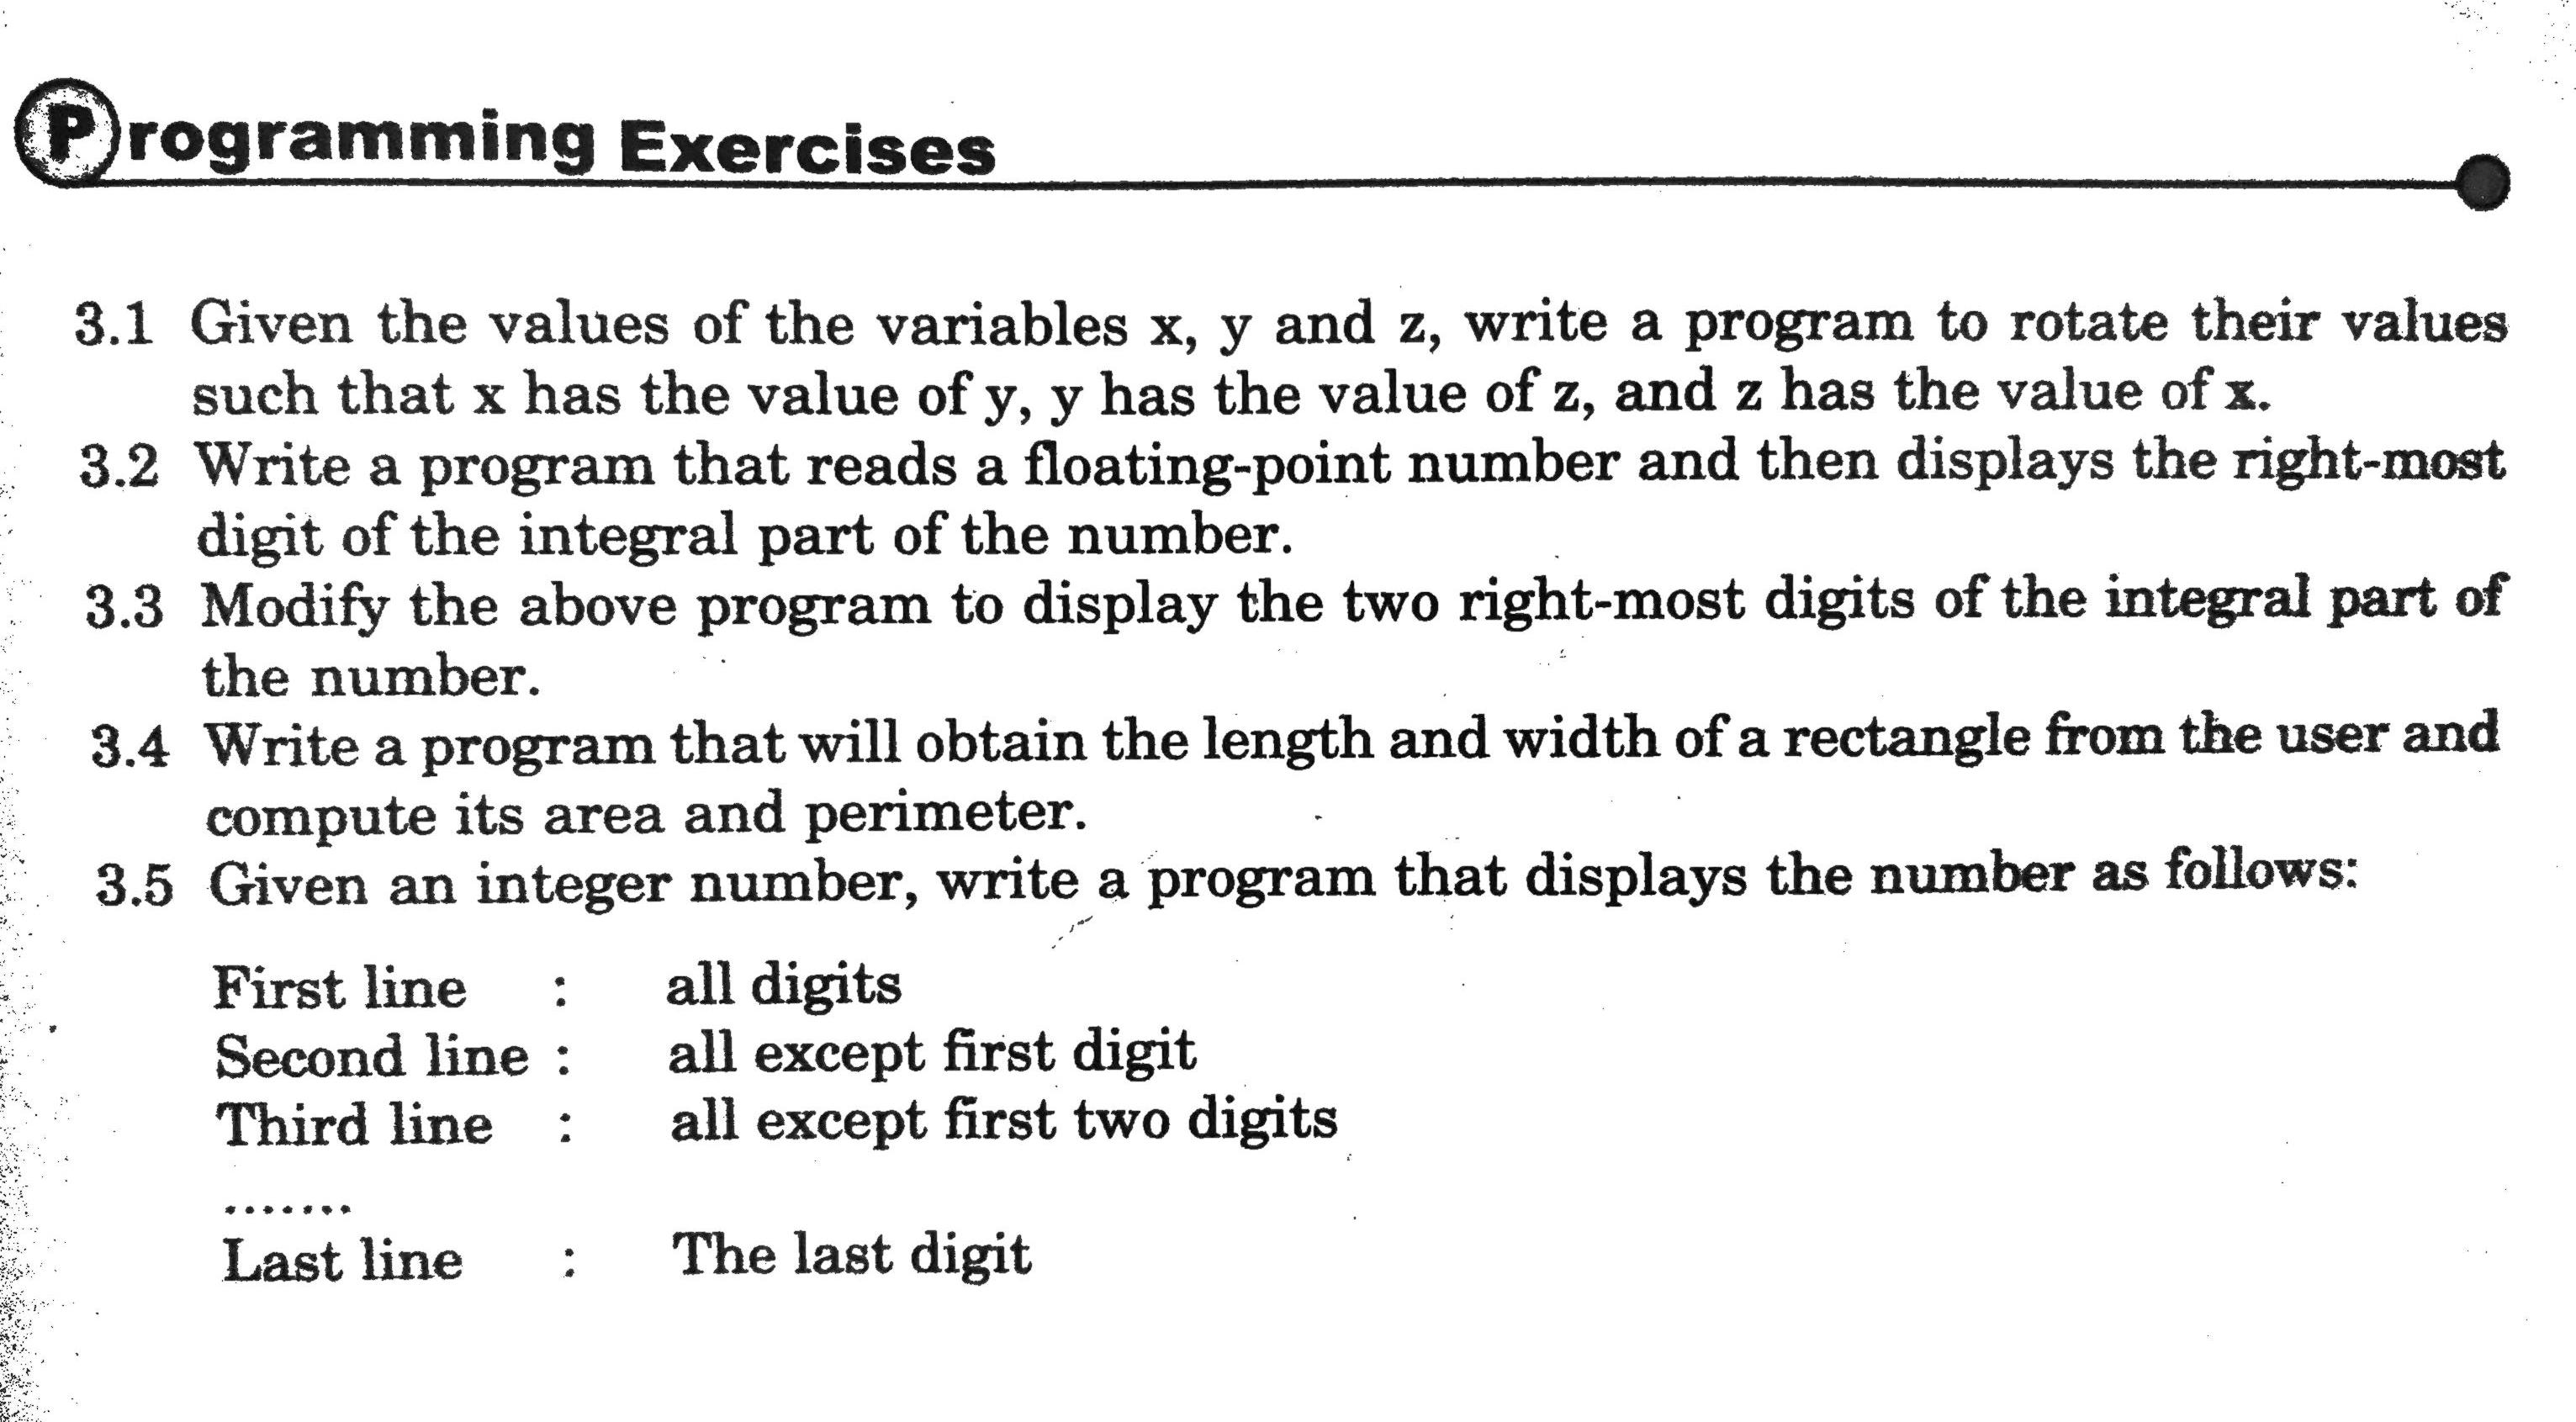 Programming Exercises
3.1 Given the values of the variables x, y and z, write a program to rotate their values
such that x has the value of y, y has the value of z, and z has the value of x.
3.2 Write a program that reads a floating-point number and then displays the right-most
digit of the integral part of the number.
3.3 Modify the above program to display the two right-most digits of the integral part of
the number.
3.4 Write a program that will obtain the length and width of a rectangle from the user and
compute its area and perimeter.
3.5 Given an integer number, write a program that displays the number as follows:
First line : all digits
Second line : all except first digit
Third line : all except first two digits
.......
Last line : The last digit